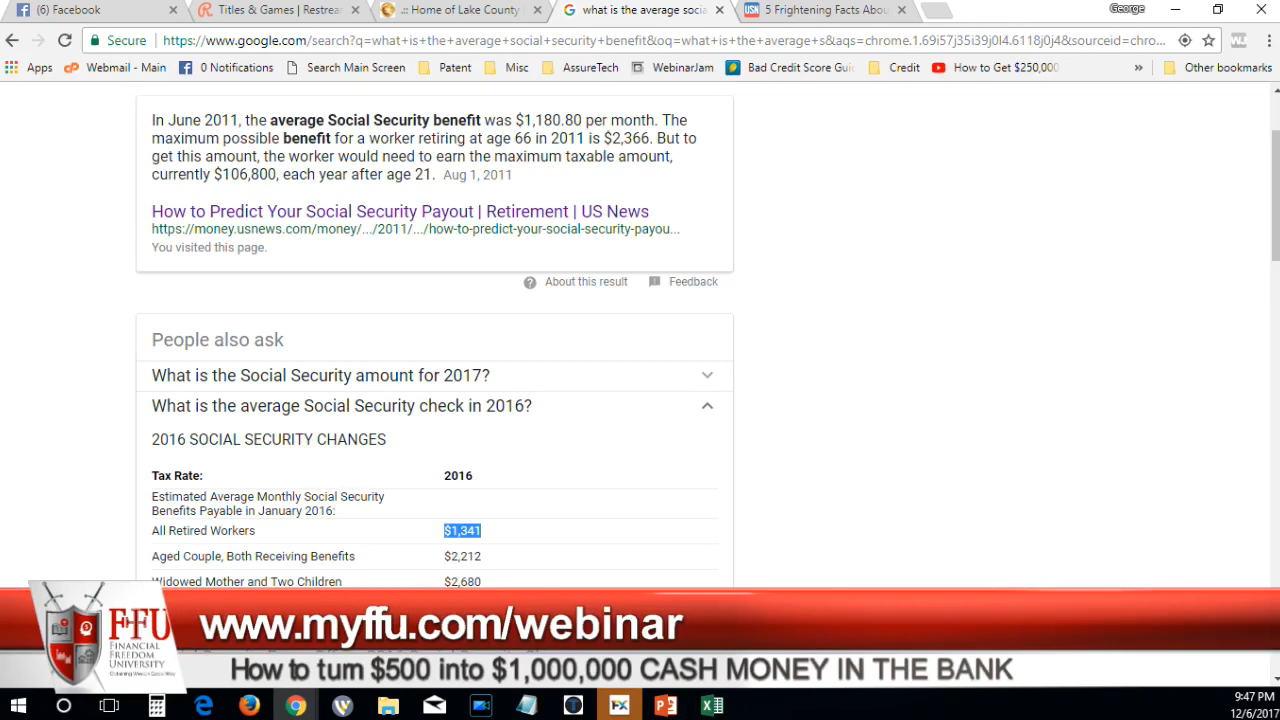 (6) Facebook
Titles & Games | Restrear
.:: Home of Lake County
what is the average socia
5 Frightening Facts Abou
George
Secure
https://www.google.com/search?q=what+is+the+average+social+security+benefit&oq=what+is+the+average+s&aqs=chrome.1.69i57j35i39j0l4.6118j0j4&sourceid=chro...
Apps
Webmail - Main
0 Notifications
Search Main Screen
Patent
Misc
AssureTech
WebinarJam
Bad Credit Score Gui
Credit
How to Get $250,000
»
Other bookmarks
In June 2011, the average Social Security benefit was $1,180.80 per month. The
maximum possible benefit for a worker retiring at age 66 in 2011 is $2,366. But to
get this amount, the worker would need to earn the maximum taxable amount,
currently $106,800, each year after age 21. Aug 1, 2011
How to Predict Your Social Security Payout | Retirement | US News
https://money.usnews.com/money/.../2011/.../how-to-predict-your-social-security-payou...
You visited this page.
About this result
Feedback
People also ask
What is the Social Security amount for 2017?
What is the average Social Security check in 2016?
2016 SOCIAL SECURITY CHANGES
Tax Rate: 2016
Estimated Average Monthly Social Security
Benefits Payable in January 2016:
All Retired Workers $1,341
Aged Couple, Both Receiving Benefits $2,212
Widowed Mother and Two Children $2,680
FFU
FINANCIAL
FREEDOM
UNIVERSITY
www.myffu.com/webinar
How to turn $500 into $1,000,000 CASH MONEY IN THE BANK
9:47 PM
12/6/2017